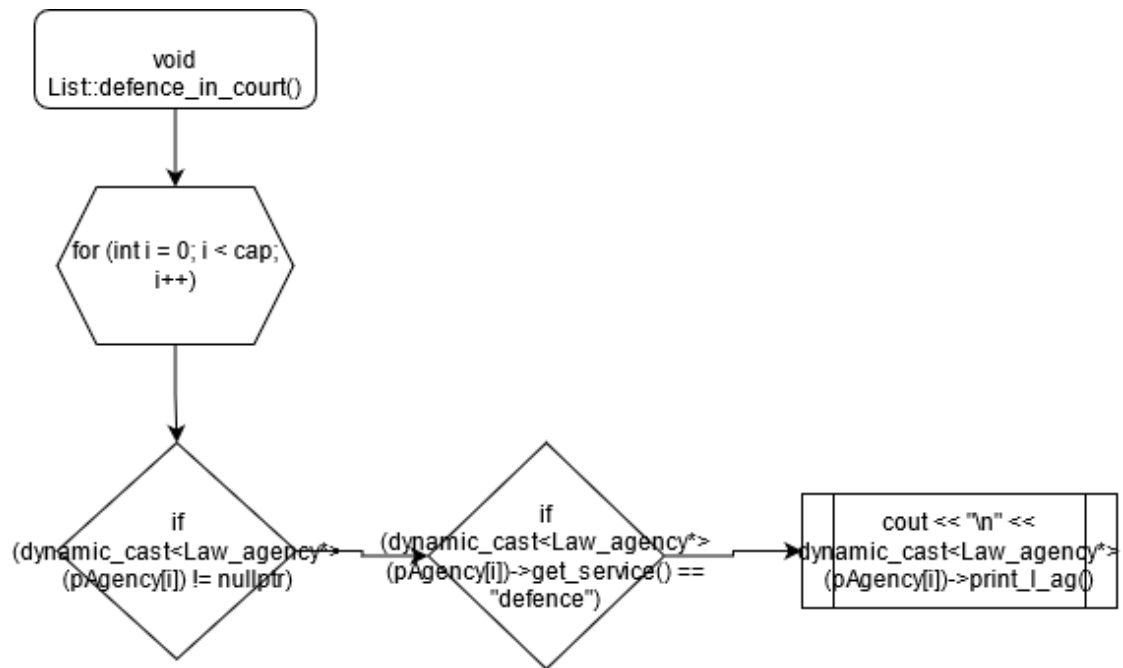 void
List::defence_in_court()
for (int i = 0; i < cap;
i++)
if
(dynamic_cast<Law_agency*>
(pAgency[i]) != nullptr)
if
(dynamic_cast<Law_agency*>
(pAgency[i])->get_service() ==
"defence")
cout << "\n" <<
dynamic_cast<Law_agency*>
(pAgency[i])->print_l_ag()